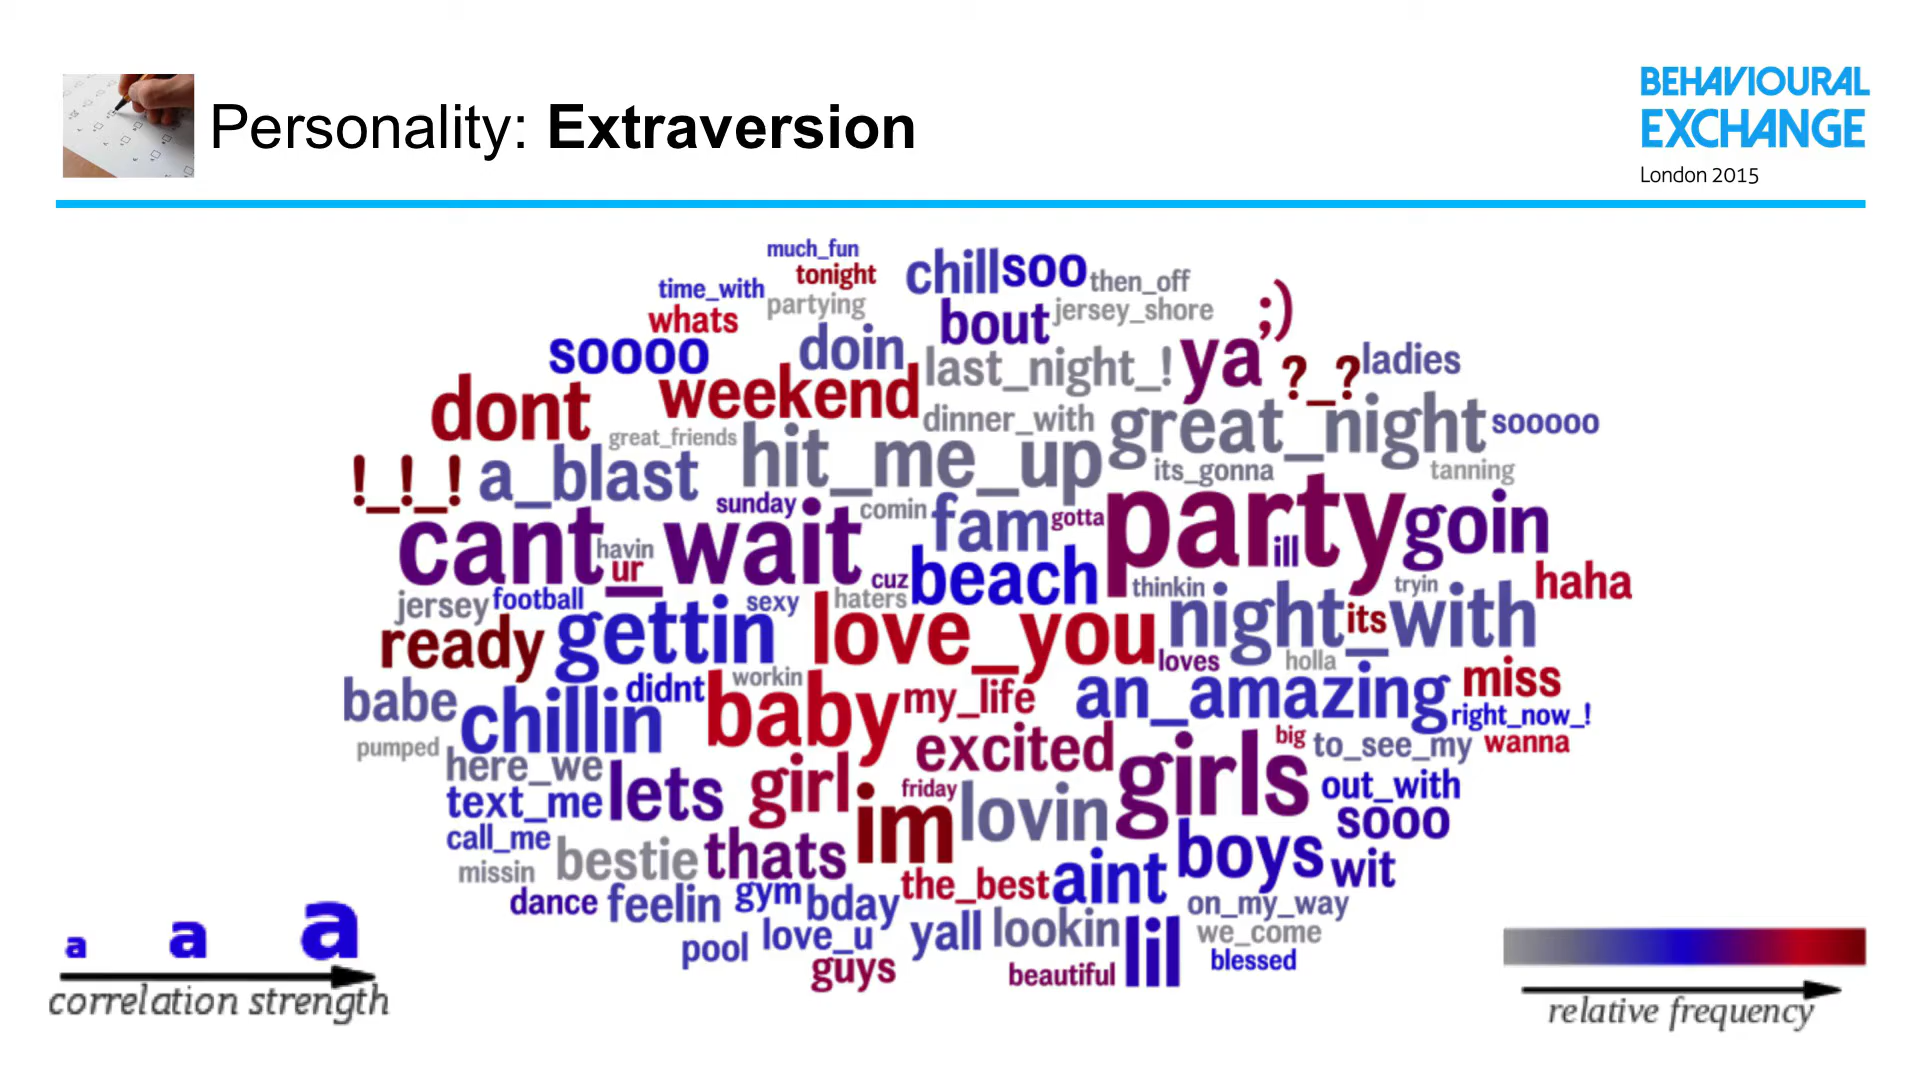 Personality: Extraversion
BEHAVIOURAL
EXCHANGE
London 2015
much_fun
tonight
chill
soo
then_off
time_with
partying
jersey_shore
;)
whats
bout
soooo
doin
last_night_!
ya
?_?
ladies
dont
weekend
dinner_with
great_night
sooooo
great_friends
hit_me_up
its_gonna
tanning
!_!_!
a_blast
sunday
comin
fam
gotta
party
goin
cant_wait
havin
ur
ill
cuz
beach
thinkin
tryin
haha
jersey
football
sexy
haters
night_with
its
ready
gettin
love_you
loves
holla
babe
chillin
didnt
workin
baby
my_life
an_amazing
miss
right_now_!
pumped
here_we
excited
big
to_see_my
wanna
text_me
lets
girl
friday
girls
out_with
call_me
im
lovin
sooo
missin
bestie
thats
boys
wit
dance
feelin
gym
bday
the_best
aint
on_my_way
pool
love_u
yall
lookin
lil
we_come
guys
beautiful
blessed
a a a
correlation strength
relative frequency